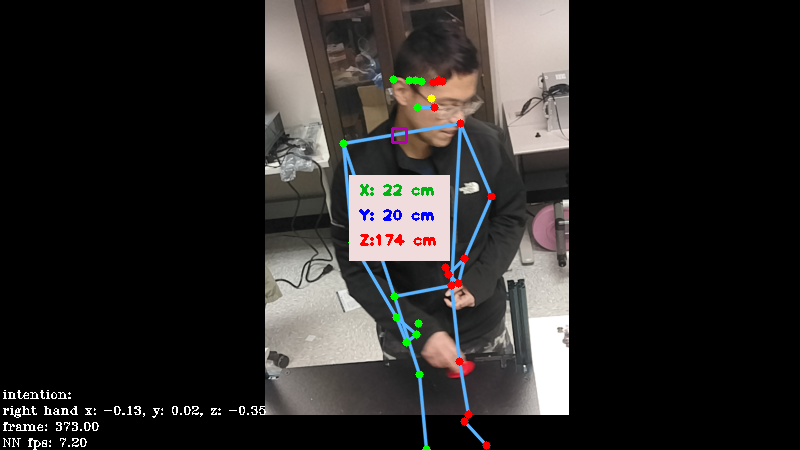 X: 22 cm
Y: 20 cm
Z:174 cm
intention:
right hand x: -0.13, y: 0.02, z: -0.35
frame: 373.00
NN fps: 7.20